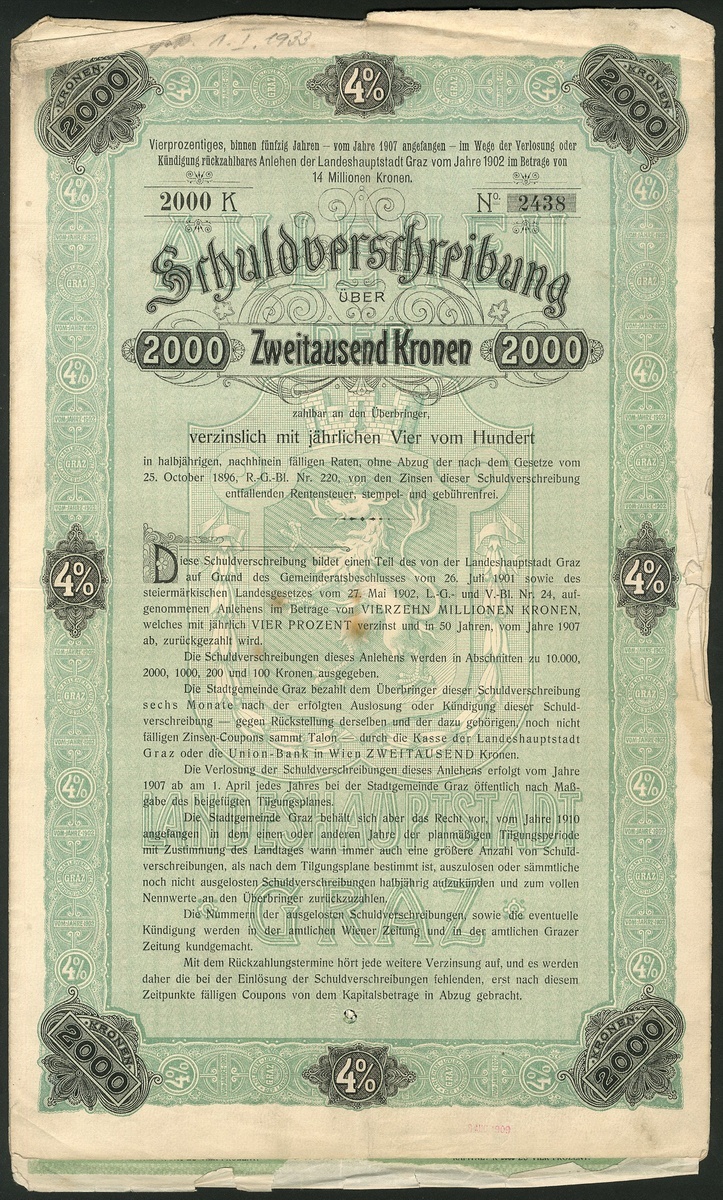 1. I. 1933.
KRONEN 2000
4%
KRONEN 2000
Vierprozentiges, binnen fünfzig Jahren — vom Jahre 1907 angefangen — im Wege der Verlosung oder
Kündigung rückzahlbares Anlehen der Landeshauptstadt Graz vom Jahre 1902 im Betrage von
14 Millionen Kronen.
2000 K
No. 2438
ANLEHEN
DER
Schuldverschreibung
ÜBER
2000 Zweitausend Kronen 2000
zahlbar an den Überbringer,
verzinslich mit jährlichen Vier vom Hundert
in halbjährigen, nachhinein fälligen Raten, ohne Abzug der nach dem Gesetze vom
25. October 1896, R.-G.-Bl. Nr. 220, von den Zinsen dieser Schuldverschreibung
entfallenden Rentensteuer, stempel- und gebührenfrei.
Diese Schuldverschreibung bildet einen Teil des von der Landeshauptstadt Graz
auf Grund des Gemeinderatsbeschlusses vom 26. Juli 1901 sowie des
steiermärkischen Landesgesetzes vom 27. Mai 1902, L.-G.- und V.-Bl. Nr. 24, auf-
genommenen Anlehens im Betrage von VIERZEHN MILLIONEN KRONEN,
welches mit jährlich VIER PROZENT verzinst und in 50 Jahren, vom Jahre 1907
ab, zurückgezahlt wird.
Die Schuldverschreibungen dieses Anlehens werden in Abschnitten zu 10.000,
2000, 1000, 200 und 100 Kronen ausgegeben.
Die Stadtgemeinde Graz bezahlt dem Überbringer dieser Schuldverschreibung
sechs Monate nach der erfolgten Auslosung oder Kündigung dieser Schuld-
verschreibung — gegen Rückstellung derselben und der dazu gehörigen, noch nicht
fälligen Zinsen-Coupons sammt Talon — durch die Kasse der Landeshauptstadt
Graz oder die Union-Bank in Wien ZWEITAUSEND Kronen.
Die Verlosung der Schuldverschreibungen dieses Anlehens erfolgt vom Jahre
1907 ab am 1. April jedes Jahres bei der Stadtgemeinde Graz öffentlich nach Maß-
gabe des beigefügten Tilgungsplanes.
Die Stadtgemeinde Graz behält sich aber das Recht vor, vom Jahre 1910
angefangen in dem einen oder anderen Jahre der planmäßigen Tilgungsperiode
mit Zustimmung des Landtages wann immer auch eine größere Anzahl von Schuld-
verschreibungen, als nach dem Tilgungsplane bestimmt ist, auszulosen oder sämmtliche
noch nicht ausgelosten Schuldverschreibungen halbjährig aufzukünden und zum vollen
Nennwerte an den Überbringer zurückzuzahlen.
Die Nummern der ausgelosten Schuldverschreibungen, sowie die eventuelle
Kündigung werden in der amtlichen Wiener Zeitung und in der amtlichen Grazer
Zeitung kundgemacht.
Mit dem Rückzahlungstermine hört jede weitere Verzinsung auf, und es werden
daher die bei der Einlösung der Schuldverschreibungen fehlenden, erst nach diesem
Zeitpunkte fälligen Coupons von dem Kapitalsbetrage in Abzug gebracht.
LANDESHAUPTSTADT
GRAZ
4%
4%
KRONEN 2000
4%
KRONEN 2000